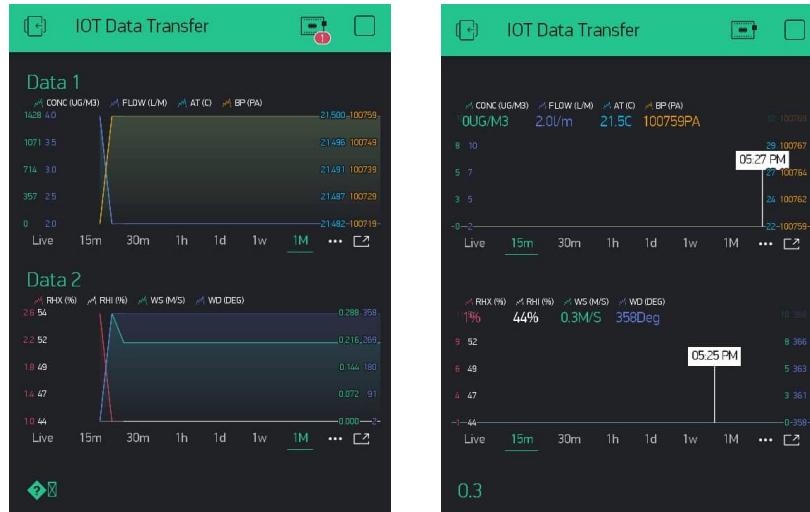 IOT Data Transfer
1
Data 1
CONC (UG/M3) FLOW (L/M) AT (C) BP (PA)
1428 4.0 21.500 100759
1071 3.5 21.496 100749
714 3.0 21.491 100739
357 2.5 21.487 100729
0 2.0 21.482 100719
Live 15m 30m 1h 1d 1w 1M
Data 2
RHX (%) RHI (%) WS (M/S) WD (DEG)
2.6 54 0.288 358
2.2 52 0.216 269
1.8 49 0.144 180
1.4 47 0.072 91
1.0 44 0.000 2
Live 15m 30m 1h 1d 1w 1M
?
IOT Data Transfer
CONC (UG/M3) FLOW (L/M) AT (C) BP (PA)
0UG/M3 2.0l/m 21.5C 100759PA
8 10 29 100767
05:27 PM
5 7 27 100764
3 5 24 100762
0 2 22 100759
Live 15m 30m 1h 1d 1w 1M
RHX (%) RHI (%) WS (M/S) WD (DEG)
1% 44% 0.3M/S 358Deg
9 52 8 366
05:25 PM
6 49 5 363
4 47 3 361
1 44 0 358
Live 15m 30m 1h 1d 1w 1M
0.3